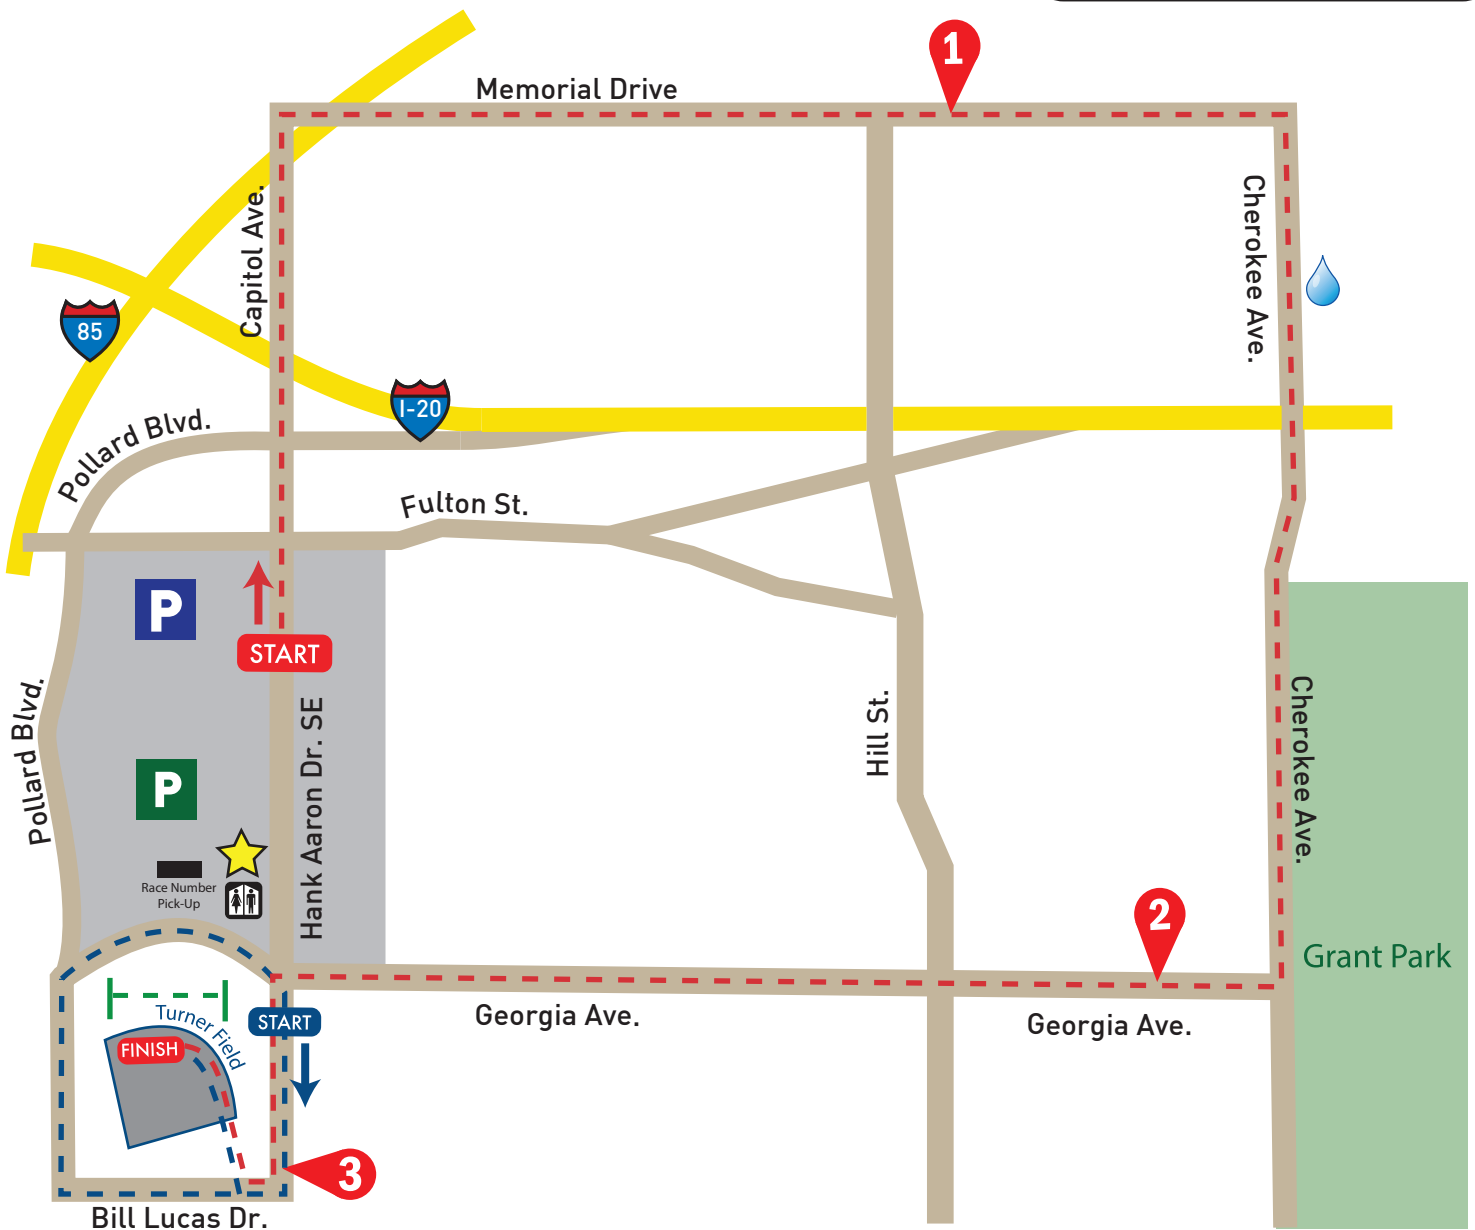 1
Memorial Drive
Capitol Ave.
Cherokee Ave.
85
I-20
Pollard Blvd.
Fulton St.
P
START
Pollard Blvd.
Hank Aaron Dr. SE
Hill St.
Cherokee Ave.
P
Race Number
Pick-Up
2
Grant Park
Georgia Ave.
Georgia Ave.
START
Turner Field
FINISH
3
Bill Lucas Dr.